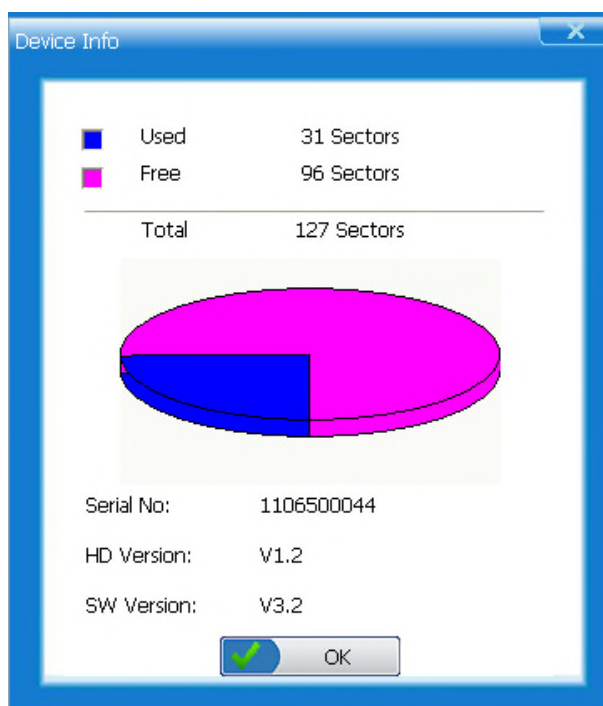 Device Info
Used 31 Sectors
Free 96 Sectors
Total 127 Sectors
Serial No: 1106500044
HD Version: V1.2
SW Version: V3.2
OK